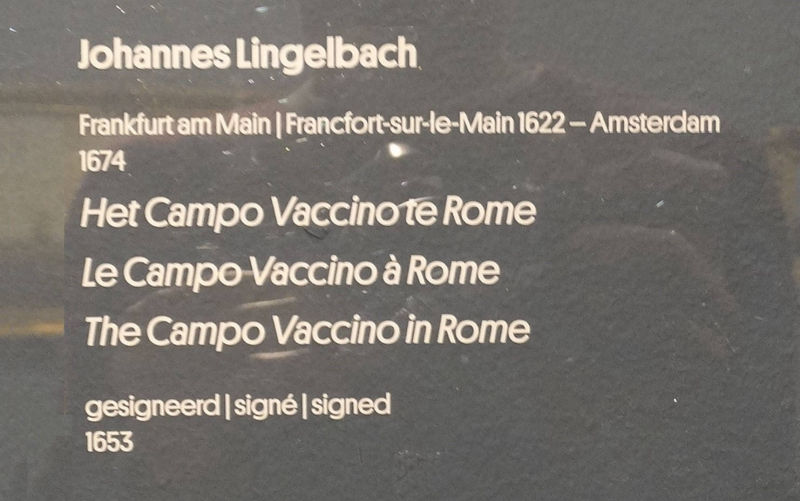 Johannes Lingelbach
Frankfurt am Main | Francfort-sur-le-Main 1622 – Amsterdam
1674
Het Campo Vaccino te Rome
Le Campo Vaccino à Rome
The Campo Vaccino in Rome
gesigneerd | signé | signed
1653